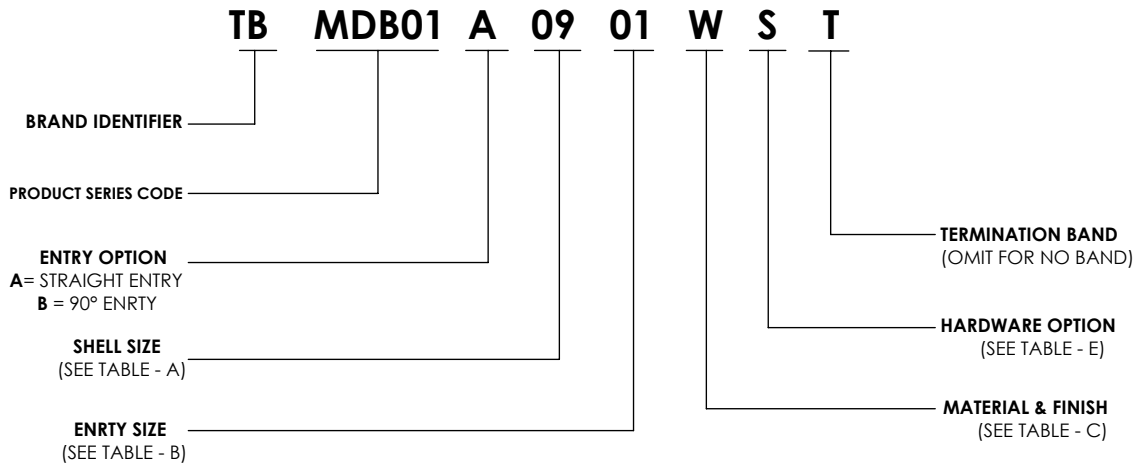 TB MDB01 A 09 01 W S T
BRAND IDENTIFIER
PRODUCT SERIES CODE
ENTRY OPTION
A= STRAIGHT ENTRY
B = 90° ENRTY
SHELL SIZE
(SEE TABLE - A)
ENRTY SIZE
(SEE TABLE - B)
TERMINATION BAND
(OMIT FOR NO BAND)
HARDWARE OPTION
(SEE TABLE - E)
MATERIAL & FINISH
(SEE TABLE - C)